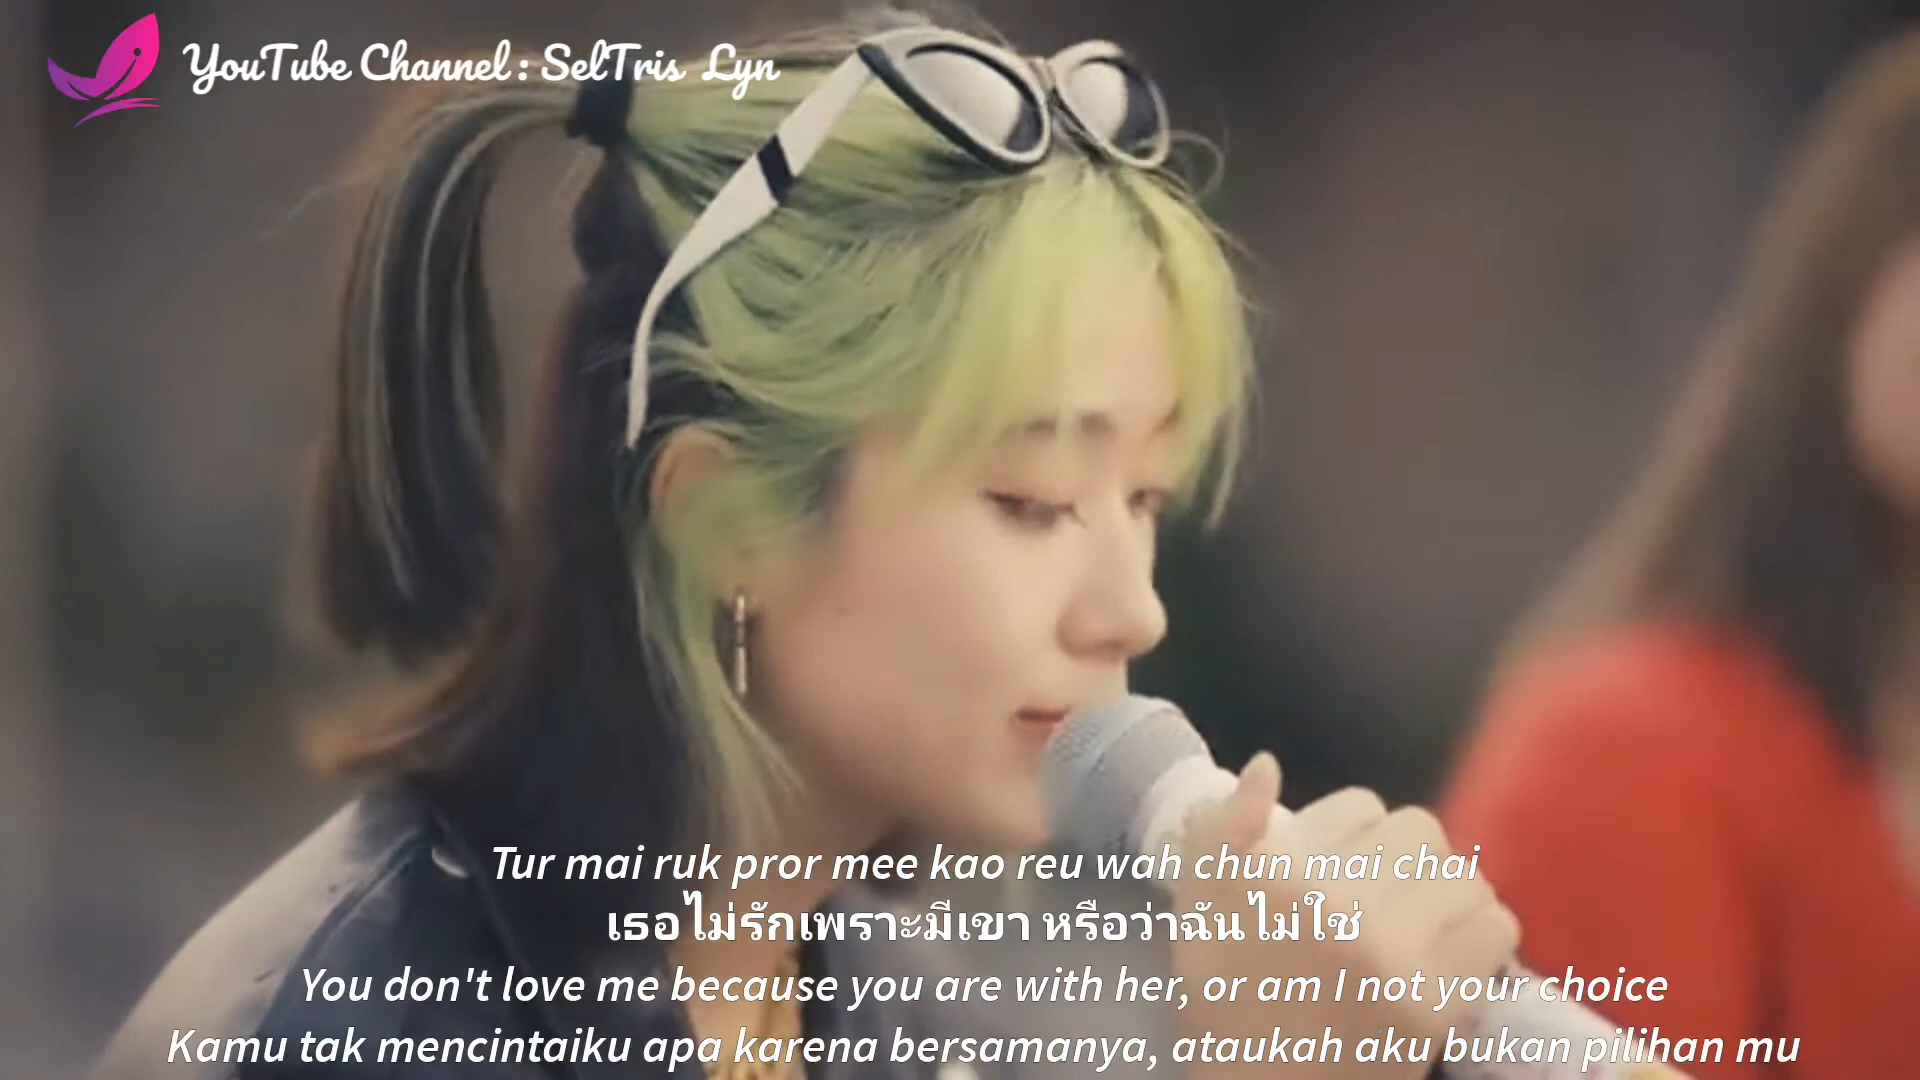 YouTube Channel : SelTris Lyn
Tur mai ruk pror mee kao reu wah chun mai chai
เธอไม่รักเพราะมีเขา หรือว่าฉันไม่ใช่
You don't love me because you are with her, or am I not your choice
Kamu tak mencintaiku apa karena bersamanya, ataukah aku bukan pilihan mu